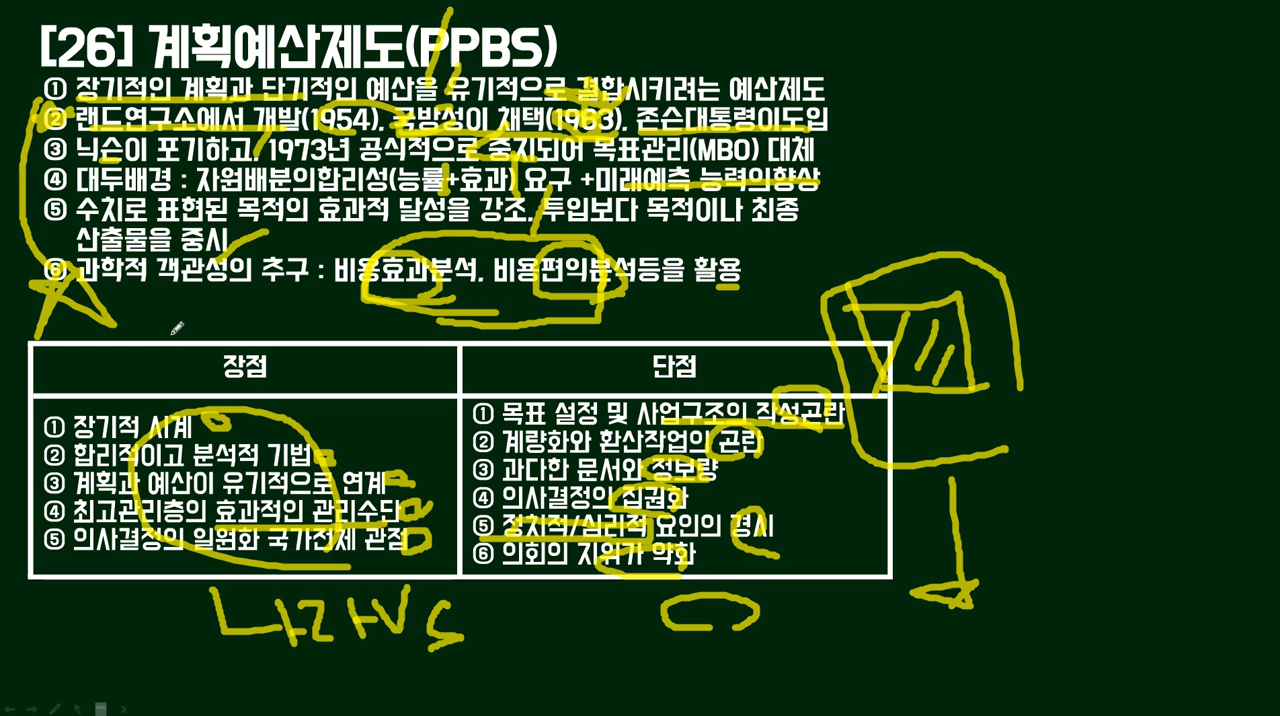 [26] 계획예산제도(PPBS)
① 장기적인 계획과 단기적인 예산을 유기적으로 결합시키려는 예산제도
② 랜드연구소에서 개발(1954), 국방성이 채택(1963), 존슨대통령이도입
③ 닉슨이 포기하고, 1973년 공식적으로 중지되어 목표관리(MBO) 대체
④ 대두배경 : 자원배분의합리성(능률+효과) 요구 +미래예측 능력의향상
⑤ 수치로 표현된 목적의 효과적 달성을 강조. 투입보다 목적이나 최종
산출물을 중시
⑥ 과학적 객관성의 추구 : 비용효과분석, 비용편익분석등을 활용
장점
① 장기적 시계
② 합리적이고 분석적 기법
③ 계획과 예산이 유기적으로 연계
④ 최고관리층의 효과적인 관리수단
⑤ 의사결정의 일원화 국가전체 관점
단점
① 목표 설정 및 사업구조의 작성곤란
② 계량화와 환산작업의 곤란
③ 과다한 문서와 정보량
④ 의사결정의 집권화
⑤ 정치적/심리적 요인의 경시
⑥ 의회의 지위가 약화